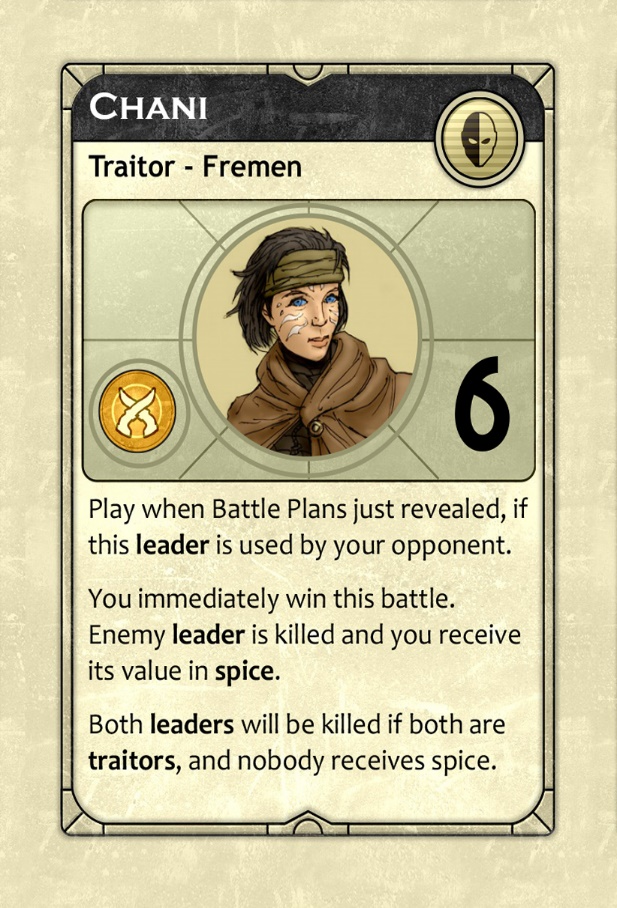 Chani
Traitor - Fremen
6
Play when Battle Plans just revealed, if
this leader is used by your opponent.
You immediately win this battle.
Enemy leader is killed and you receive
its value in spice.
Both leaders will be killed if both are
traitors, and nobody receives spice.